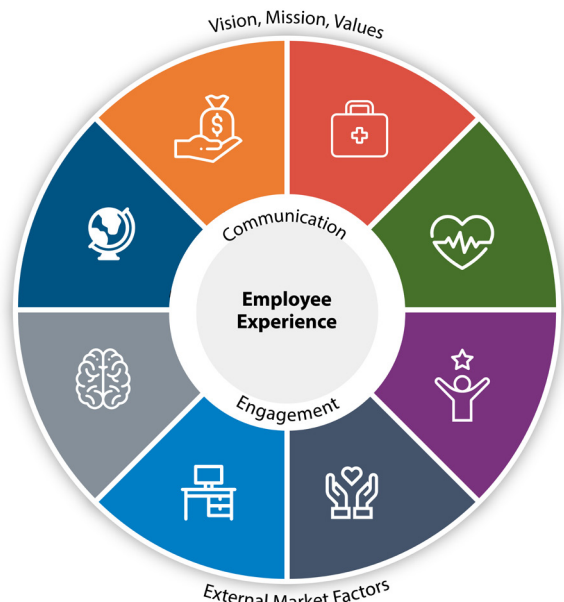 Vision, Mission, Values
$
Communication
Employee
Experience
Engagement
External Market Factors